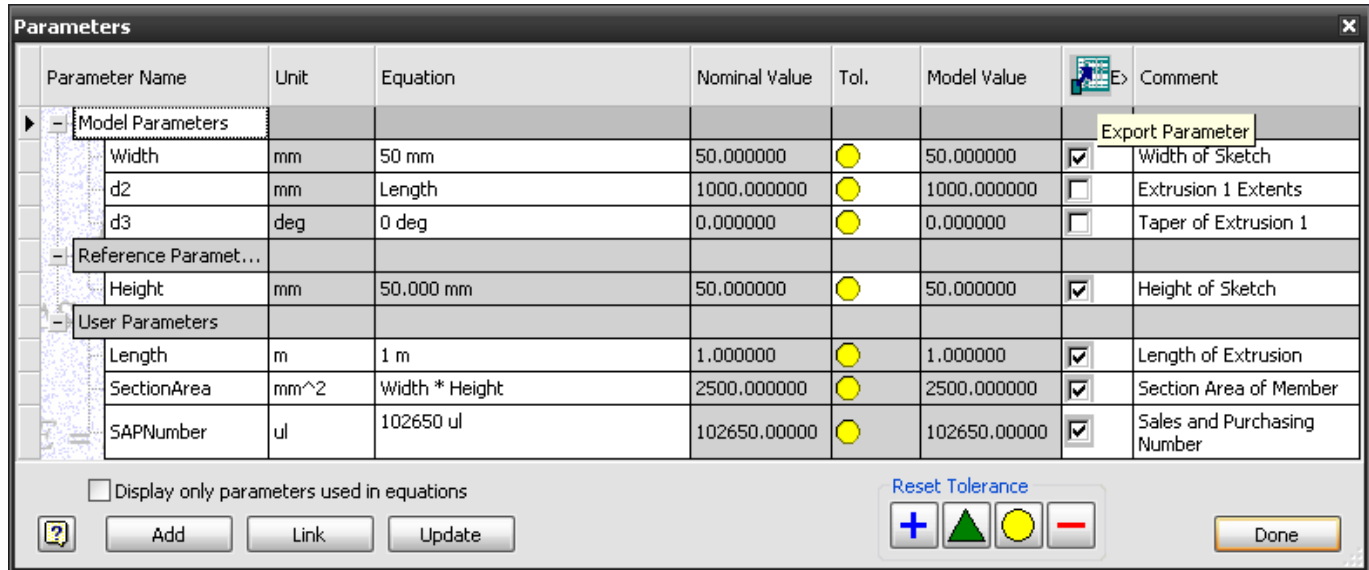 Parameters
Parameter Name Unit Equation Nominal Value Tol. Model Value E> Comment
Model Parameters
Export Parameter
Width mm 50 mm 50.000000 50.000000 Width of Sketch
d2 mm Length 1000.000000 1000.000000 Extrusion 1 Extents
d3 deg 0 deg 0.000000 0.000000 Taper of Extrusion 1
Reference Paramet...
Height mm 50.000 mm 50.000000 50.000000 Height of Sketch
User Parameters
Length m 1 m 1.000000 1.000000 Length of Extrusion
SectionArea mm^2 Width * Height 2500.000000 2500.000000 Section Area of Member
SAPNumber ul 102650 ul 102650.00000 102650.00000 Sales and Purchasing
Number
Display only parameters used in equations
Reset Tolerance
Add Link Update
Done